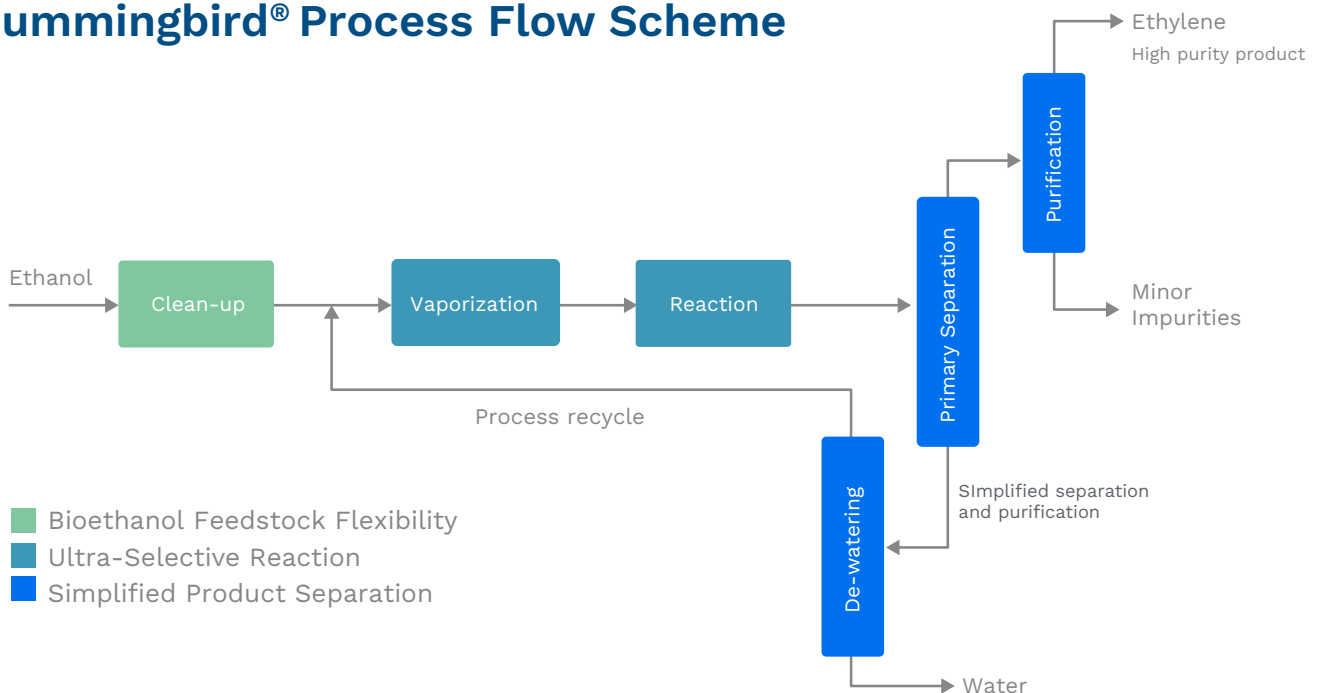 ummingbird® Process Flow Scheme
Ethylene
High purity product
Purification
Ethanol
Clean-up
Vaporization
Reaction
Primary Separation
Minor
Impurities
Process recycle
SImplified separation
and purification
De-watering
Bioethanol Feedstock Flexibility
Ultra-Selective Reaction
Simplified Product Separation
Water